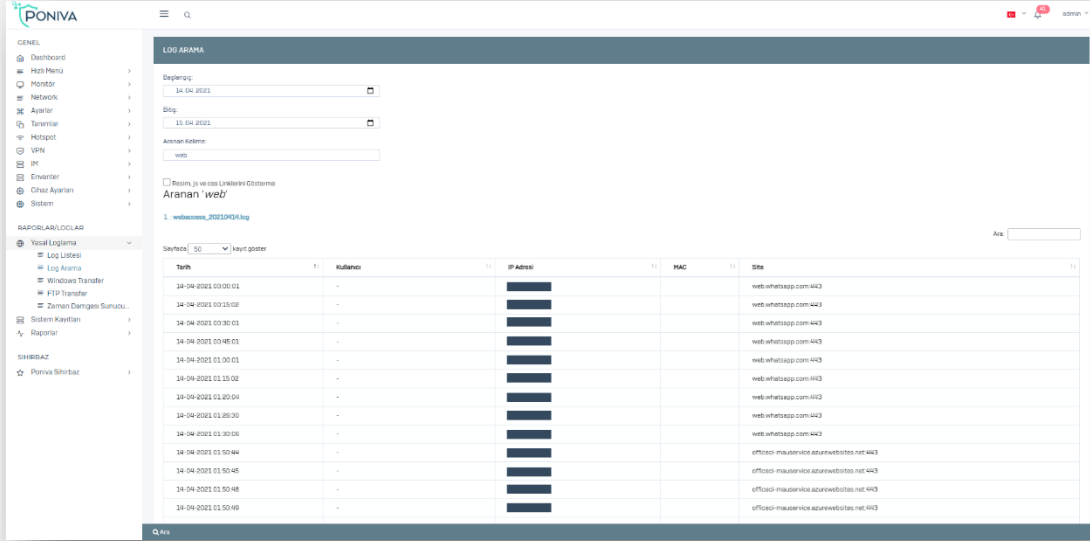 PONIVA
41
admin
GENEL
Dashboard
Hızlı Menü
Monitör
Network
Ayarlar
Tanımlar
Hotspot
VPN
IM
Envanter
Cihaz Ayarları
Sistem
RAPORLAR/LOGLAR
Yasal Loglama
Log Listesi
Log Arama
Windows Transfer
FTP Transfer
Zaman Damgası Sunucu..
Sistem Kayıtları
Raporlar
SIHIRBAZ
Poniva Sihirbaz
LOG ARAMA
Başlangıç:
14.04.2021
Bitiş:
15.04.2021
Aranan Kelime:
web
Resim, js ve css Linklerini Gösterme
Aranan 'web'
1.: webaccess_20210414.log
Ara:
Sayfada 50 kayıt göster
Tarih Kullanıcı IP Adresi MAC Site
14-04-2021 00:00:01 - web.whatsapp.com:443
14-04-2021 00:15:02 - web.whatsapp.com:443
14-04-2021 00:30:01 - web.whatsapp.com:443
14-04-2021 00:45:01 - web.whatsapp.com:443
14-04-2021 01:00:01 - web.whatsapp.com:443
14-04-2021 01:15:02 - web.whatsapp.com:443
14-04-2021 01:20:04 - web.whatsapp.com:443
14-04-2021 01:26:30 - web.whatsapp.com:443
14-04-2021 01:30:06 - web.whatsapp.com:443
14-04-2021 01:50:44 - officeci-mauservice.azurewebsites.net:443
14-04-2021 01:50:45 - officeci-mauservice.azurewebsites.net:443
14-04-2021 01:50:48 - officeci-mauservice.azurewebsites.net:443
14-04-2021 01:50:49 - officeci-mauservice.azurewebsites.net:443
Ara